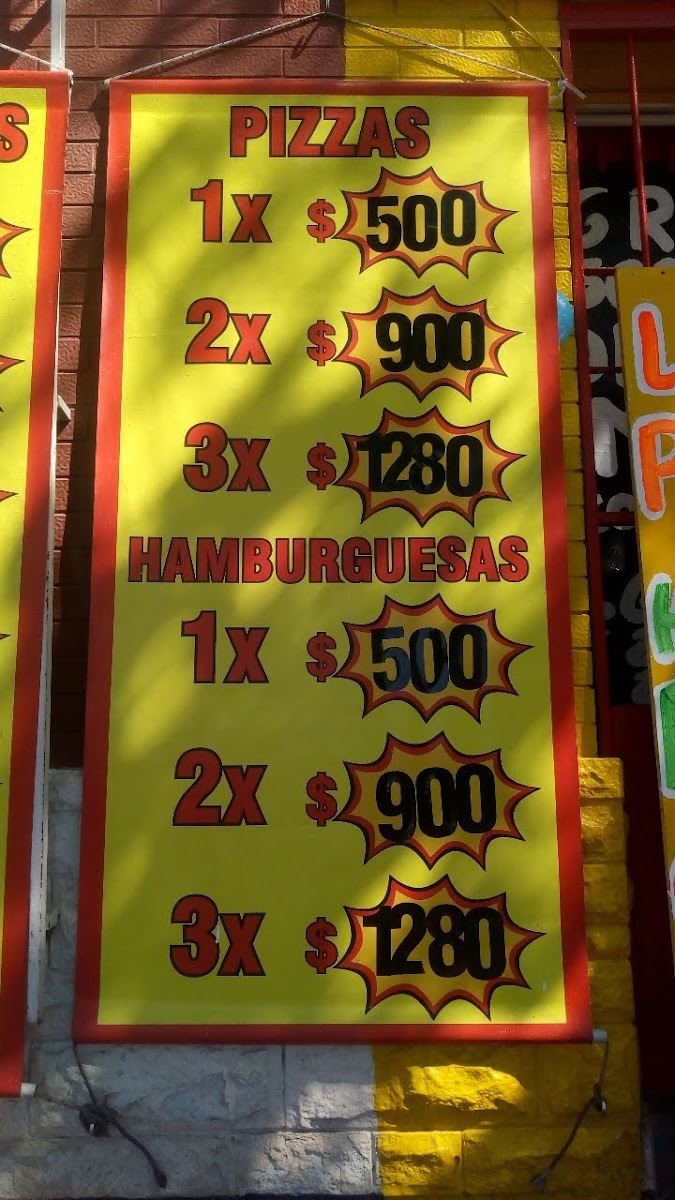 PIZZAS
1x $ 500
2x $ 900
3x $ 1280
HAMBURGUESAS
1x $ 500
2x $ 900
3x $ 1280
S
L
P